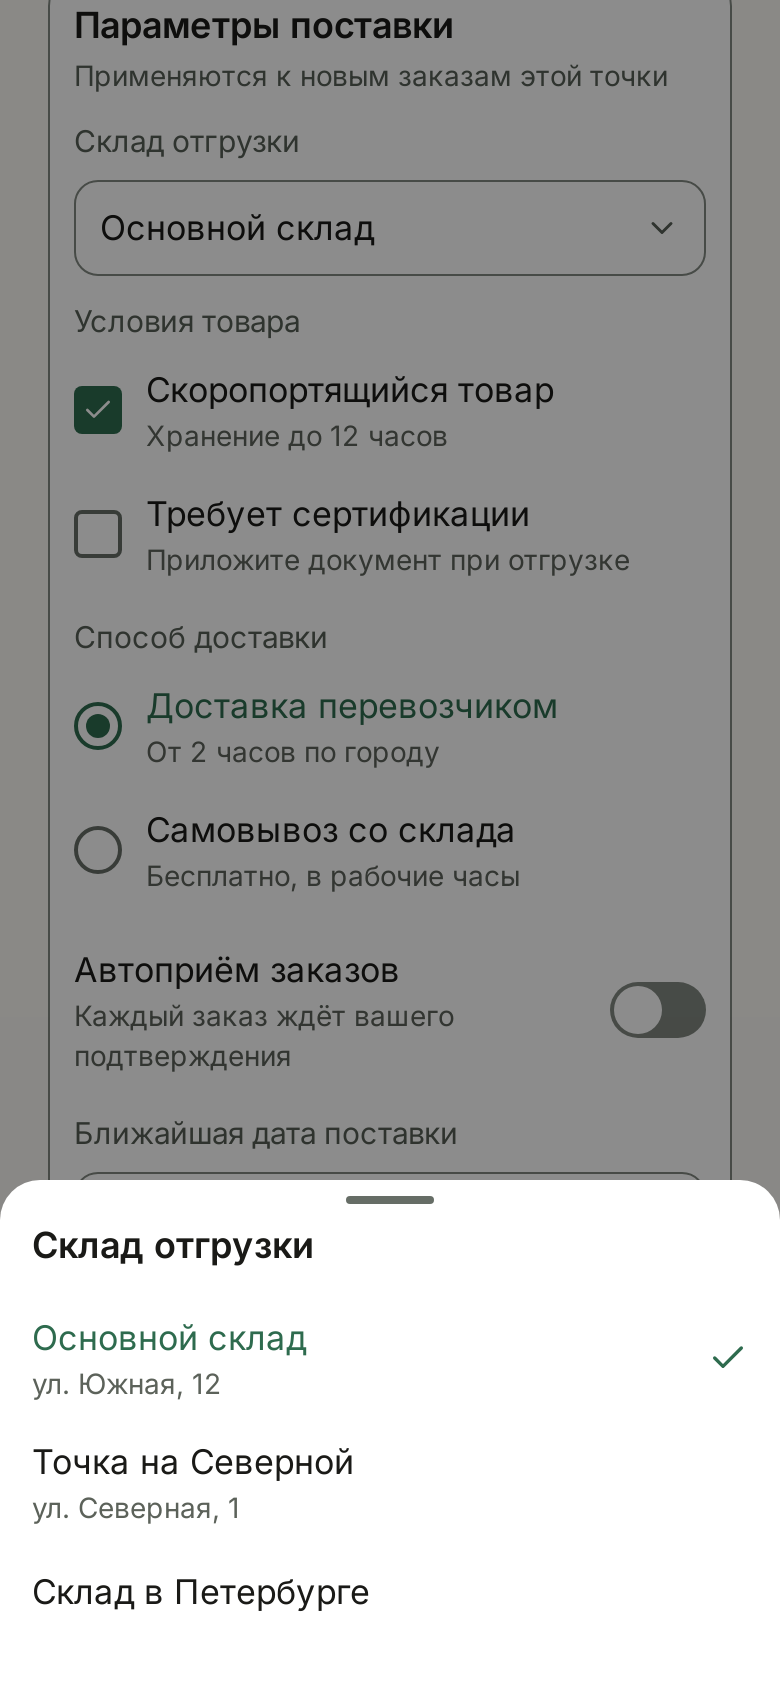 Параметры поставки
Применяются к новым заказам этой точки
Склад отгрузки
Основной склад
Условия товара
Скоропортящийся товар
Хранение до 12 часов
Требует сертификации
Приложите документ при отгрузке
Способ доставки
Доставка перевозчиком
От 2 часов по городу
Самовывоз со склада
Бесплатно, в рабочие часы
Автоприём заказов
Каждый заказ ждёт вашего
подтверждения
Ближайшая дата поставки
Склад отгрузки
Основной склад
ул. Южная, 12
Точка на Северной
ул. Северная, 1
Склад в Петербурге